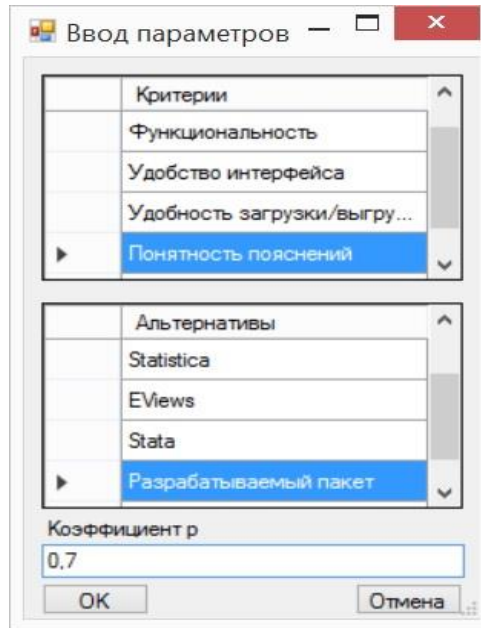 Ввод параметров
Критерии
Функциональность
Удобство интерфейса
Удобность загрузки/выгру...
Понятность пояснений
Альтернативы
Statistica
EViews
Stata
Разрабатываемый пакет
Коэффициент p
0,7
OK Отмена